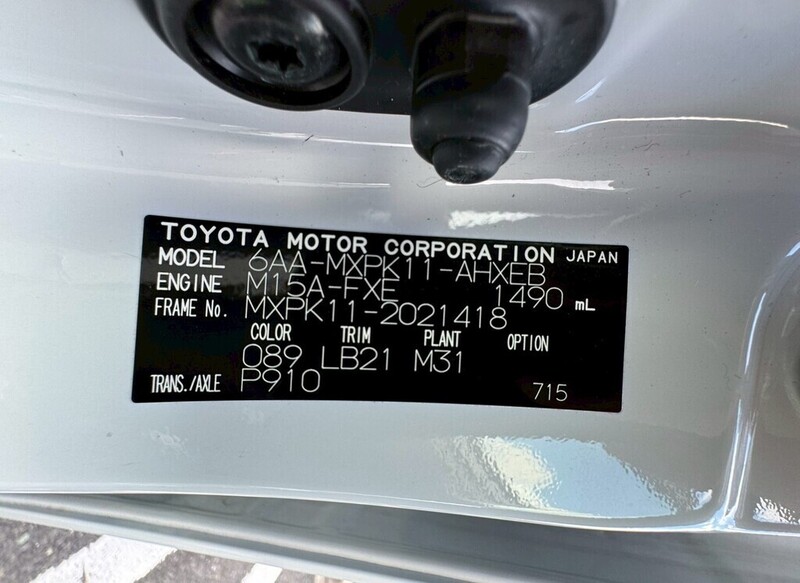 TOYOTA MOTOR CORPORATION JAPAN
MODEL 6AA-MXPK11-AHXEB
ENGINE M15A-FXE 1490 mL
FRAME No. MXPK11-2021418
COLOR TRIM PLANT OPTION
089 LB21 M31
TRANS./AXLE P910 715